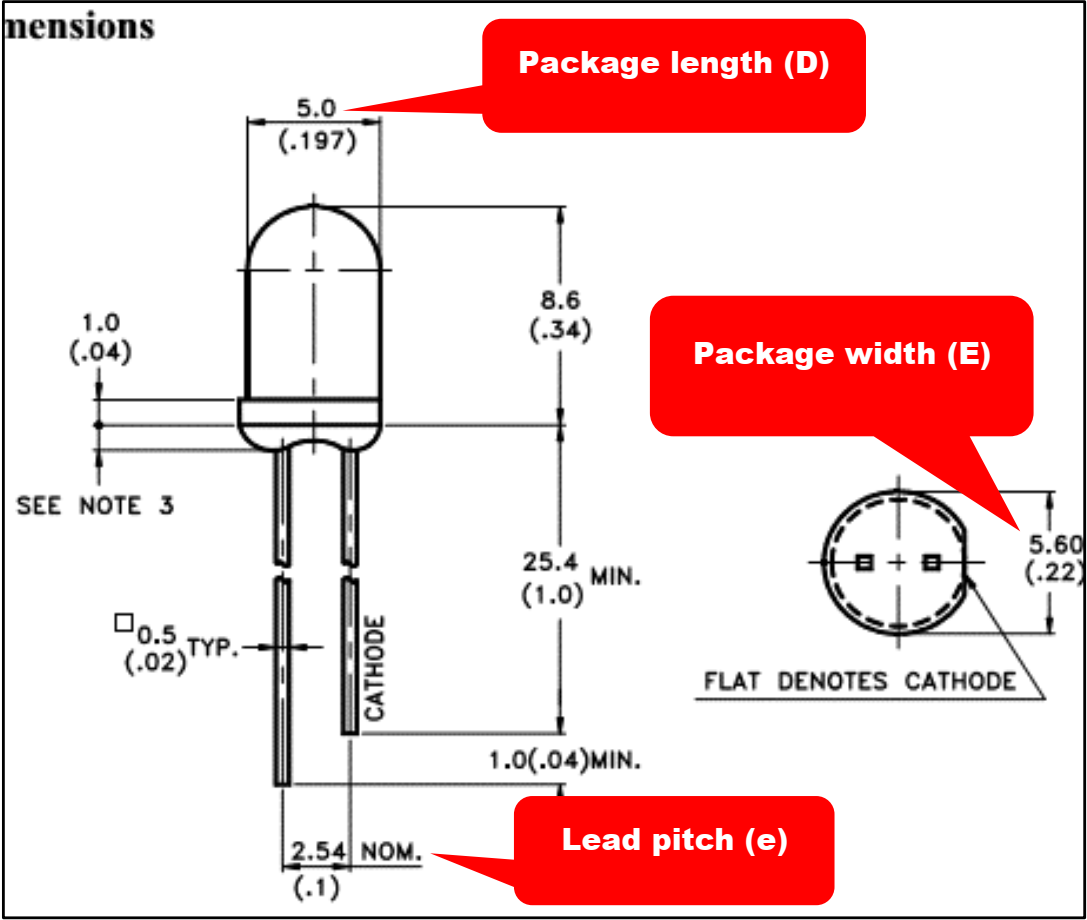 mensions
Package length (D)
5.0
(.197)
8.6
(.34)
1.0
(.04)
Package width (E)
SEE NOTE 3
25.4 MIN.
(1.0)
5.60
(.22)
□0.5 TYP.
(.02)
CATHODE
FLAT DENOTES CATHODE
1.0(.04)MIN.
Lead pitch (e)
2.54 NOM.
(.1)